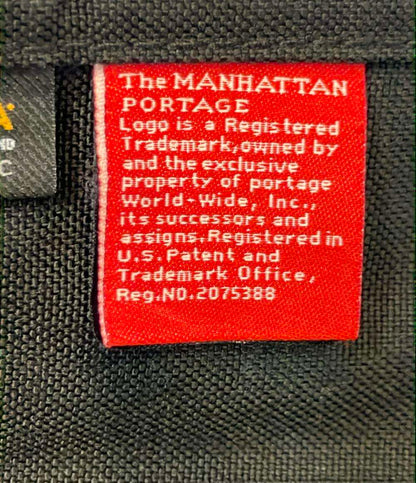 The MANHATTAN
PORTAGE
Logo is a Registered
Trademark,owned by
and the exclusive
property of portage
World-Wide, Inc.,
its successors and
assigns.Registered in
U.S.Patent and
Trademark Office,
Reg.NO.2075388